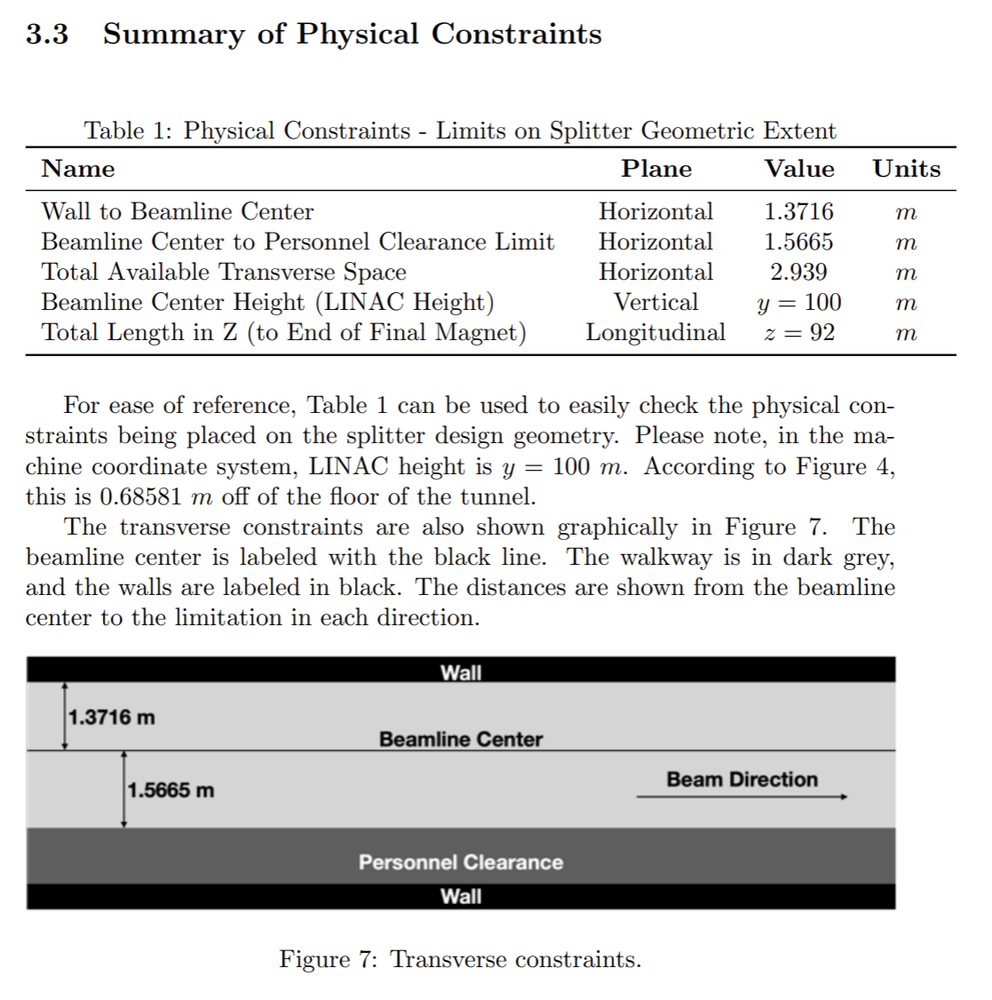 3.3 Summary of Physical Constraints
Table 1: Physical Constraints - Limits on Splitter Geometric Extent
Name Plane Value Units
Wall to Beamline Center Horizontal 1.3716 m
Beamline Center to Personnel Clearance Limit Horizontal 1.5665 m
Total Available Transverse Space Horizontal 2.939 m
Beamline Center Height (LINAC Height) Vertical y = 100 m
Total Length in Z (to End of Final Magnet) Longitudinal z = 92 m
For ease of reference, Table 1 can be used to easily check the physical con-
straints being placed on the splitter design geometry. Please note, in the ma-
chine coordinate system, LINAC height is y = 100 m. According to Figure 4,
this is 0.68581 m off of the floor of the tunnel.
The transverse constraints are also shown graphically in Figure 7. The
beamline center is labeled with the black line. The walkway is in dark grey,
and the walls are labeled in black. The distances are shown from the beamline
center to the limitation in each direction.
Wall
1.3716 m
Beamline Center
Beam Direction
1.5665 m
Personnel Clearance
Wall
Figure 7: Transverse constraints.